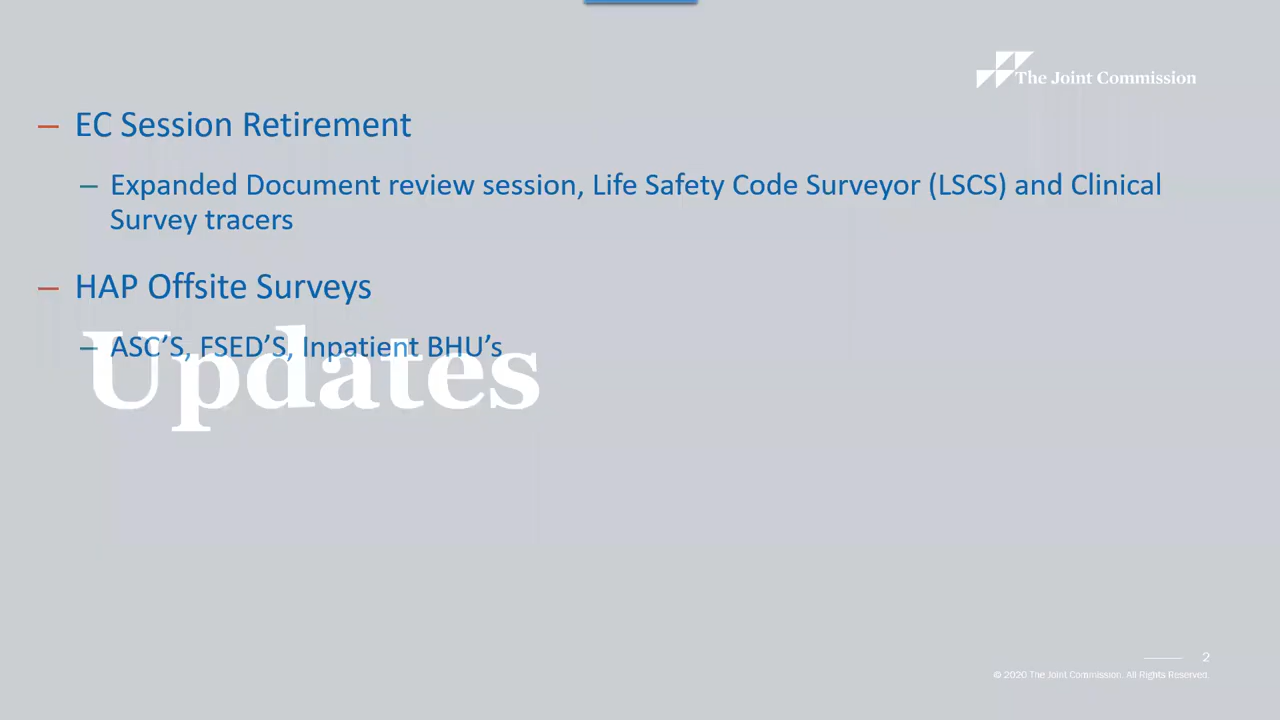 The Joint Commission
– EC Session Retirement
– Expanded Document review session, Life Safety Code Surveyor (LSCS) and Clinical
Survey tracers
– HAP Offsite Surveys
– ASC’S, FSED’S, Inpatient BHU’s
Updates
2
© 2020 The Joint Commission. All Rights Reserved.